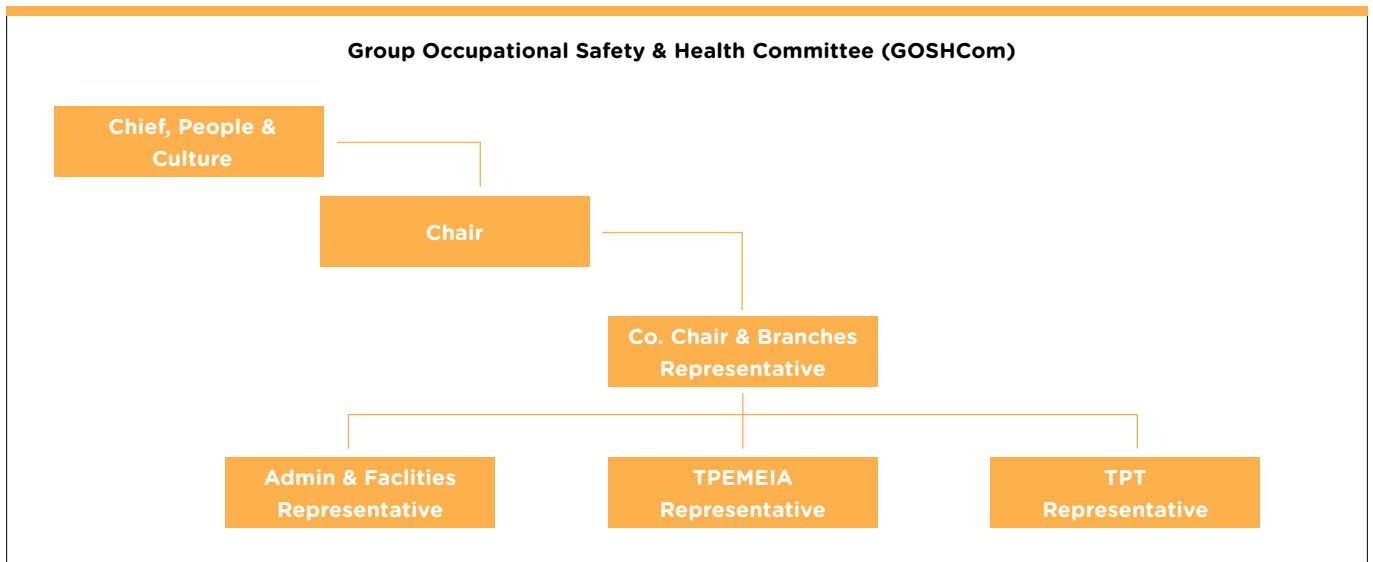 Group Occupational Safety & Health Committee (GOSHCom)
Chief, People &
Culture
Chair
Co. Chair & Branches
Representative
Admin & Faclities
Representative
TPEMEIA
Representative
TPT
Representative